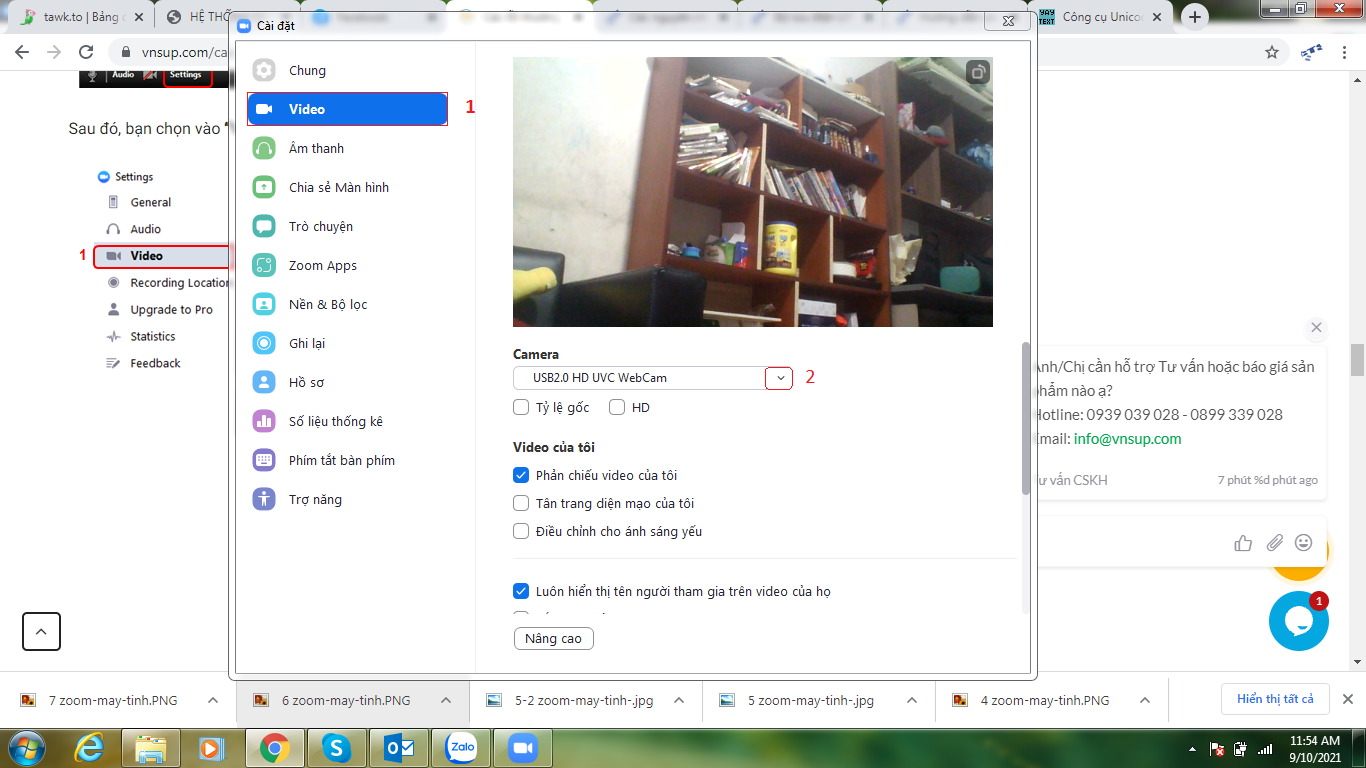 tawk.to | Bảng c
HỆ THỐ
Facebook
Công cụ Unico
vnsup.com/ca
Audio
Settings
Sau đó, bạn chọn vào "
Settings
General
Audio
1
Video
Recording Location
Upgrade to Pro
Statistics
Feedback
Cài đặt
Chung
Video
1
Âm thanh
Chia sẻ Màn hình
Trò chuyện
Zoom Apps
Nền & Bộ lọc
Ghi lại
Hồ sơ
Số liệu thống kê
Phím tắt bàn phím
Trợ năng
Camera
USB2.0 HD UVC WebCam
2
Tỷ lệ gốc
HD
Video của tôi
Phản chiếu video của tôi
Tân trang diện mạo của tôi
Điều chỉnh cho ánh sáng yếu
Luôn hiển thị tên người tham gia trên video của họ
Nâng cao
Anh/Chị cần hỗ trợ Tư vấn hoặc báo giá sản
phẩm nào ạ?
Hotline: 0939 039 028 - 0899 339 028
Email: info@vnsup.com
Tư vấn CSKH
7 phút %d phút ago
1
7 zoom-may-tinh.PNG
6 zoom-may-tinh.PNG
5-2 zoom-may-tinh-.jpg
5 zoom-may-tinh-.jpg
4 zoom-may-tinh.PNG
Hiển thị tất cả
Zalo
11:54 AM
9/10/2021